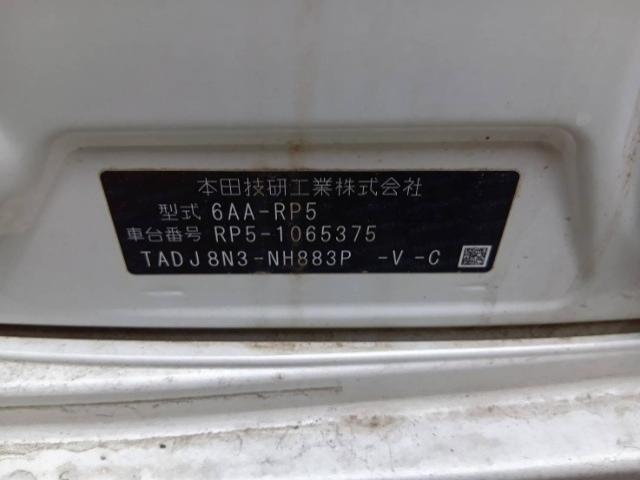 本田技研工業株式会社
型式 6AA-RP5
車台番号 RP5-1065375
TADJ8N3-NH883P -V -C